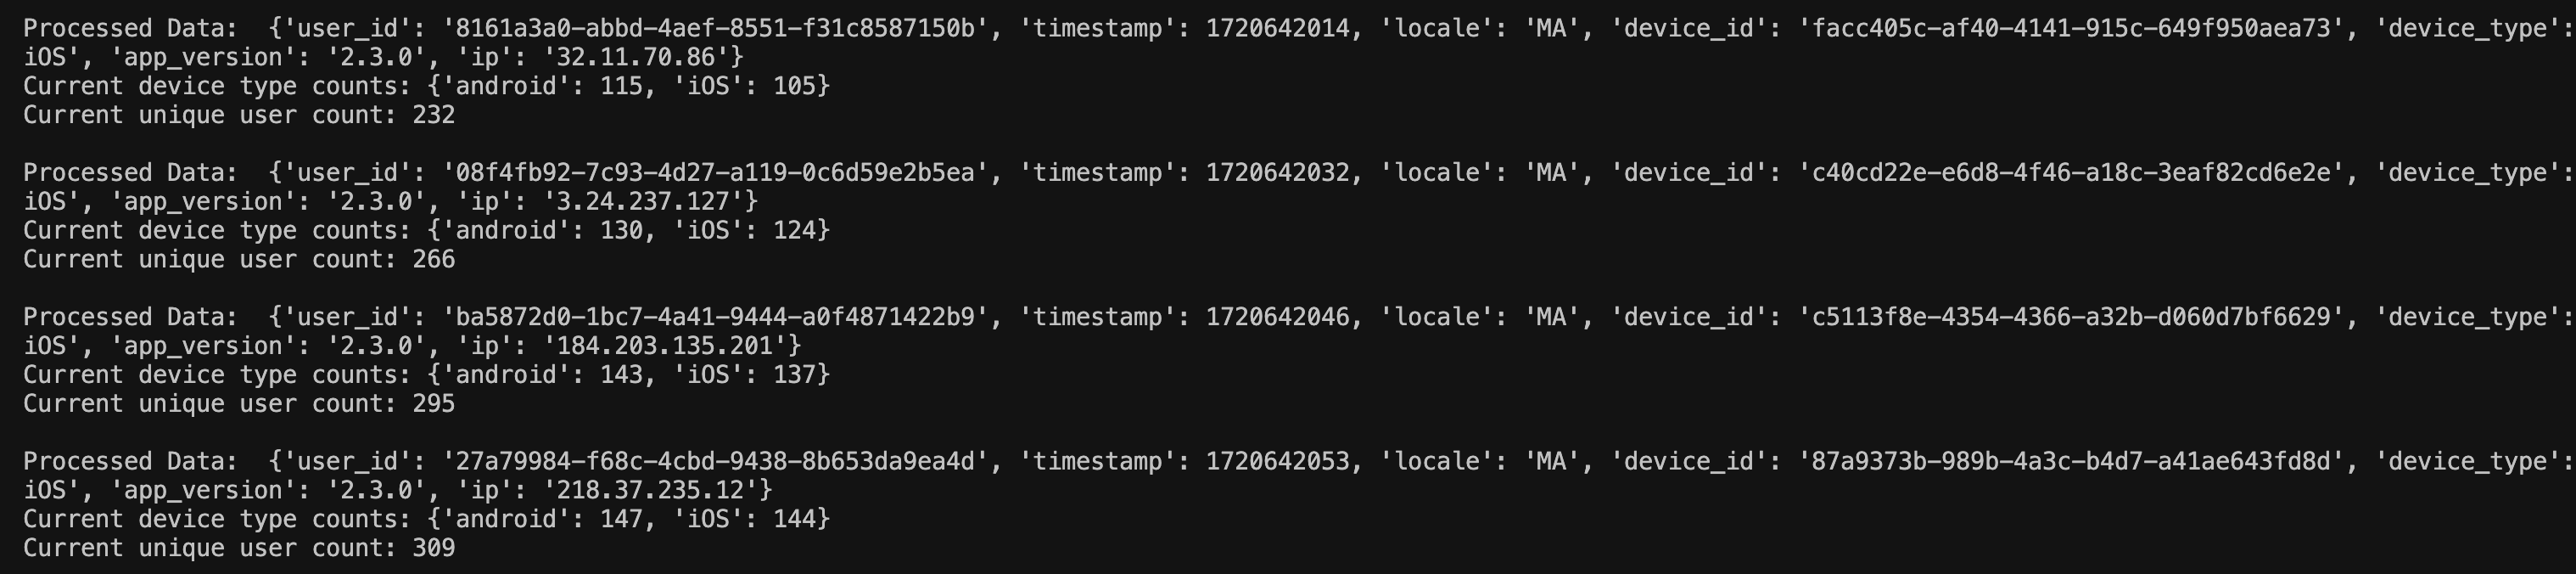 Processed Data:  {'user_id': '8161a3a0-abbd-4aef-8551-f31c8587150b', 'timestamp': 1720642014, 'locale': 'MA', 'device_id': 'facc405c-af40-4141-915c-649f950aea73', 'device_type':
iOS', 'app_version': '2.3.0', 'ip': '32.11.70.86'}
Current device type counts: {'android': 115, 'iOS': 105}
Current unique user count: 232

Processed Data:  {'user_id': '08f4fb92-7c93-4d27-a119-0c6d59e2b5ea', 'timestamp': 1720642032, 'locale': 'MA', 'device_id': 'c40cd22e-e6d8-4f46-a18c-3eaf82cd6e2e', 'device_type':
iOS', 'app_version': '2.3.0', 'ip': '3.24.237.127'}
Current device type counts: {'android': 130, 'iOS': 124}
Current unique user count: 266

Processed Data:  {'user_id': 'ba5872d0-1bc7-4a41-9444-a0f4871422b9', 'timestamp': 1720642046, 'locale': 'MA', 'device_id': 'c5113f8e-4354-4366-a32b-d060d7bf6629', 'device_type':
iOS', 'app_version': '2.3.0', 'ip': '184.203.135.201'}
Current device type counts: {'android': 143, 'iOS': 137}
Current unique user count: 295

Processed Data:  {'user_id': '27a79984-f68c-4cbd-9438-8b653da9ea4d', 'timestamp': 1720642053, 'locale': 'MA', 'device_id': '87a9373b-989b-4a3c-b4d7-a41ae643fd8d', 'device_type':
iOS', 'app_version': '2.3.0', 'ip': '218.37.235.12'}
Current device type counts: {'android': 147, 'iOS': 144}
Current unique user count: 309